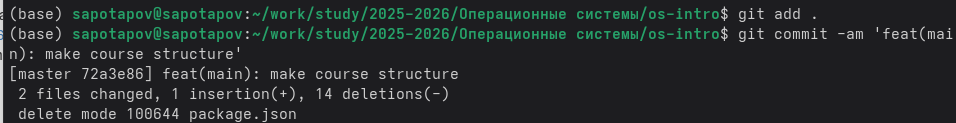 (base) sapotapov@sapotapov:~/work/study/2025-2026/Операционные системы/os-intro$ git add .
(base) sapotapov@sapotapov:~/work/study/2025-2026/Операционные системы/os-intro$ git commit -am 'feat(mai
n): make course structure'
[master 72a3e86] feat(main): make course structure
 2 files changed, 1 insertion(+), 14 deletions(-)
 delete mode 100644 package.json